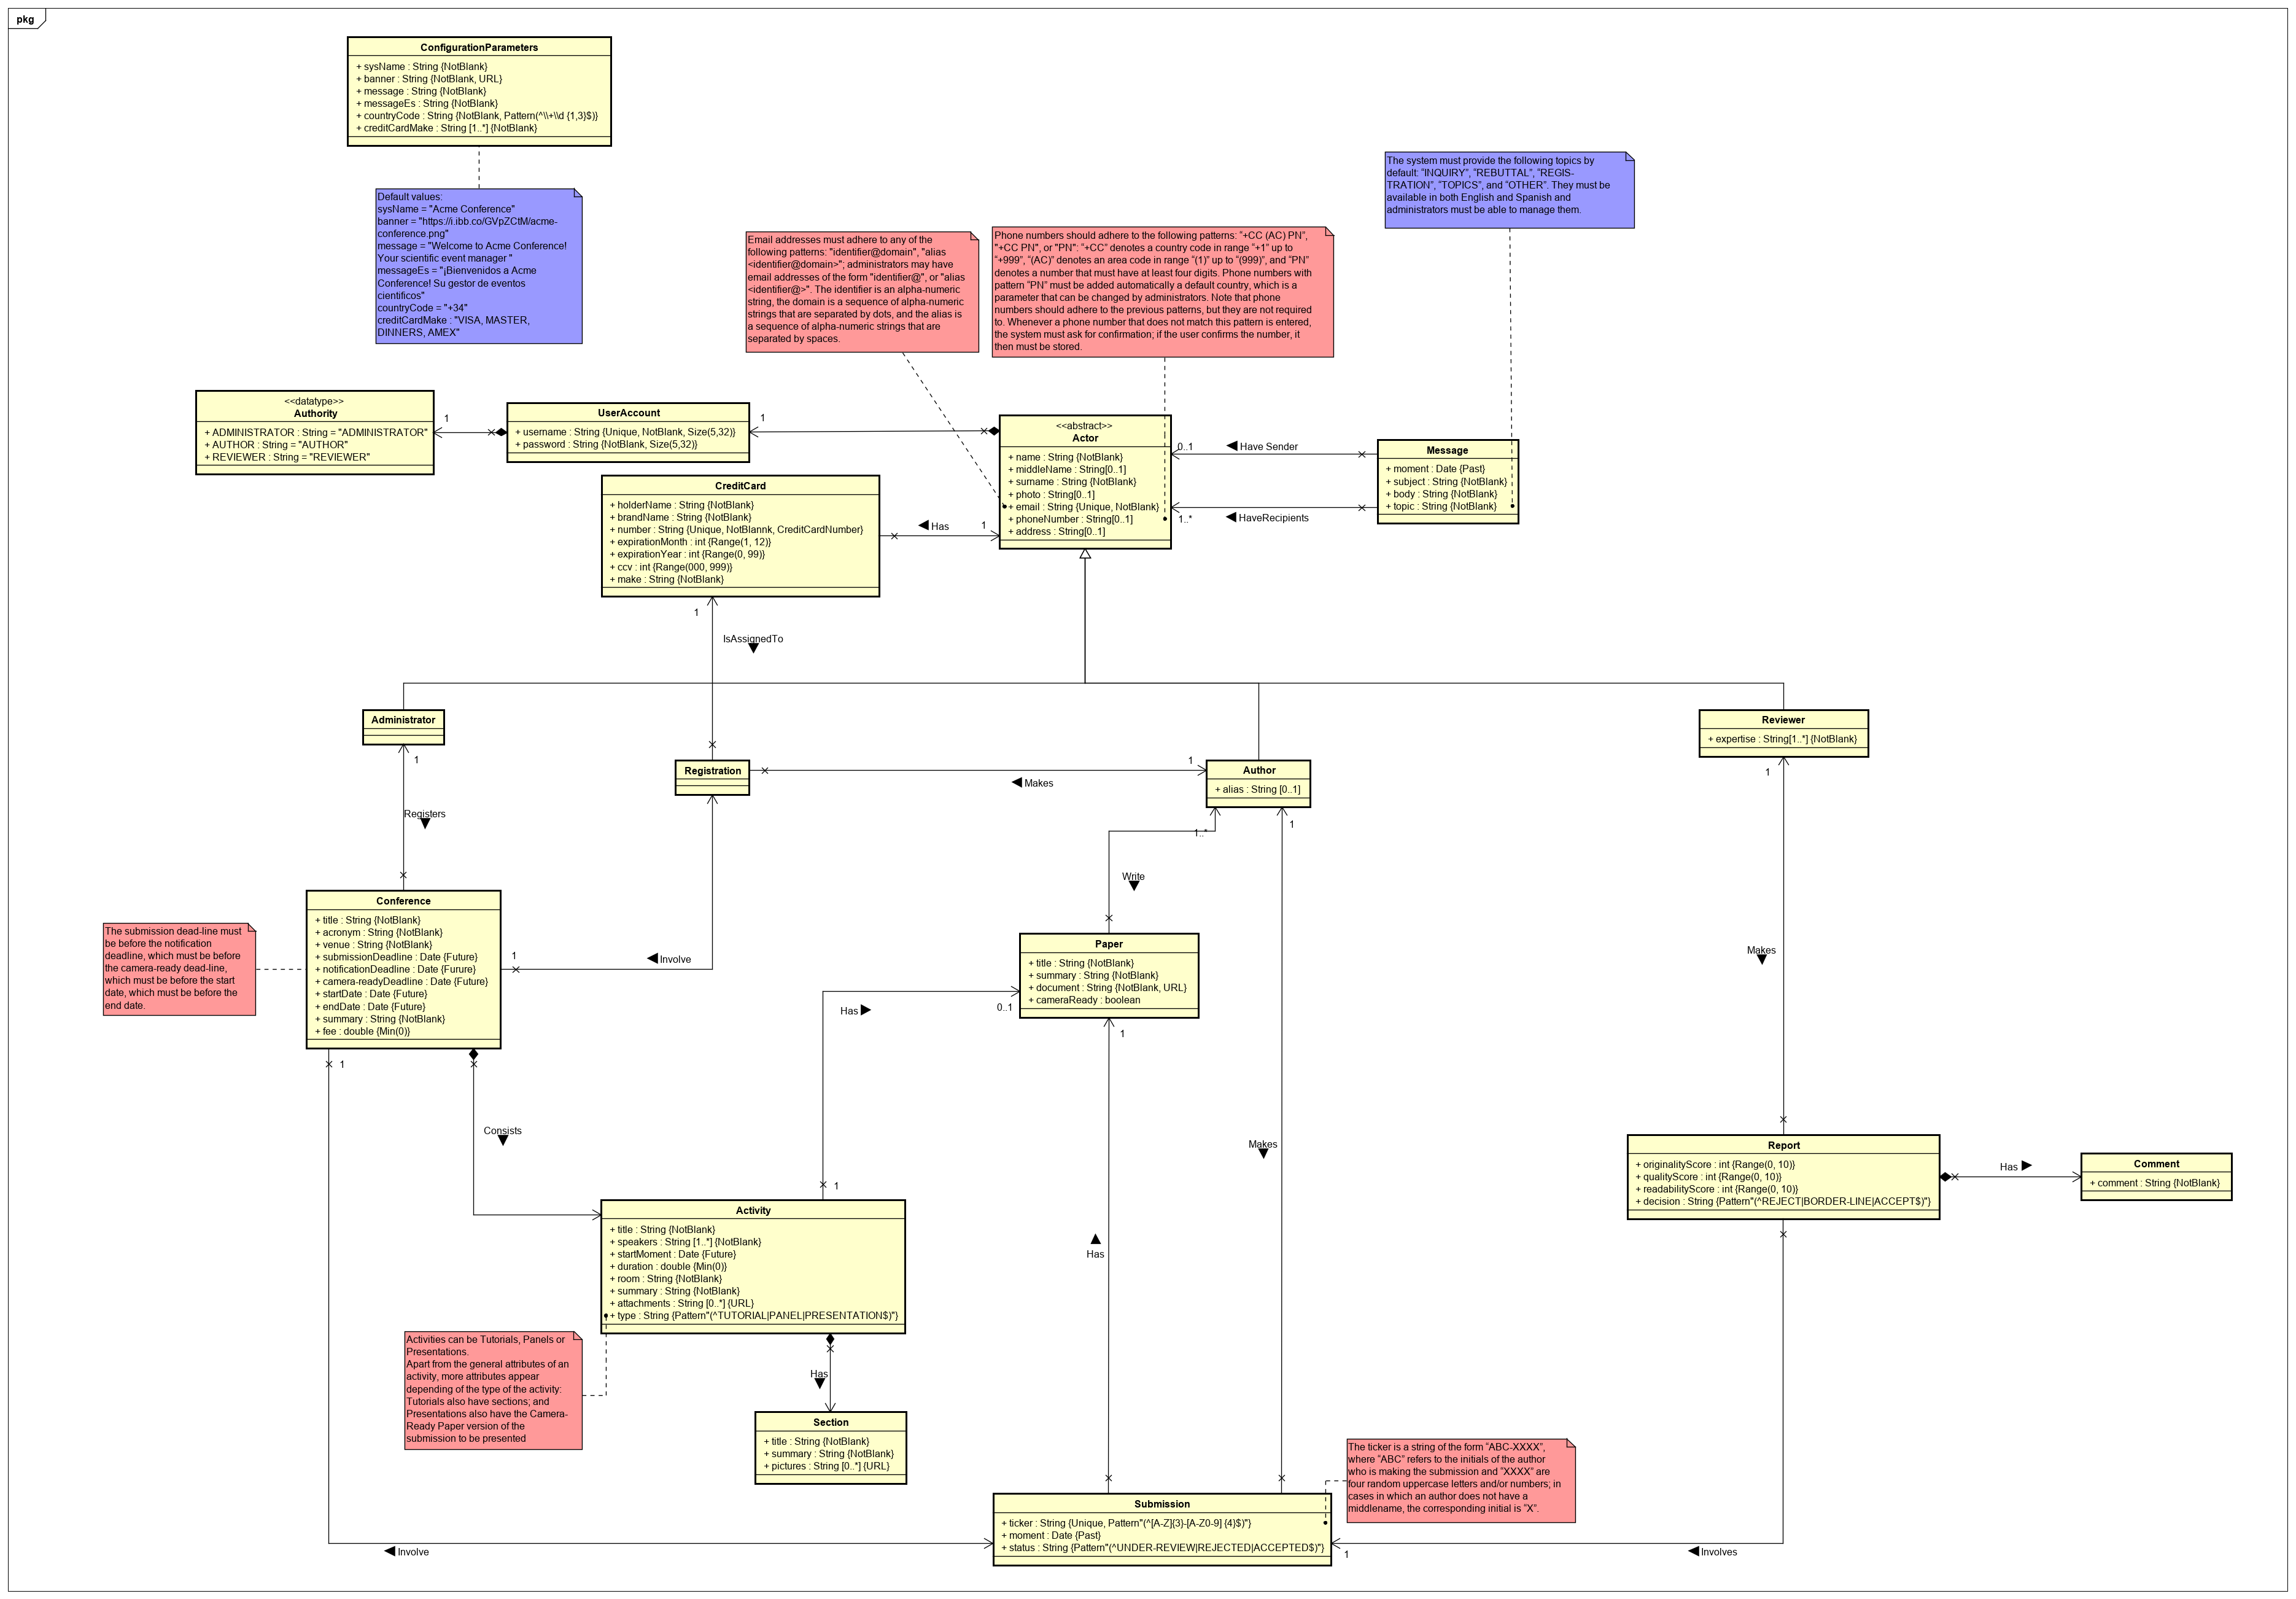 pkg
ConfigurationParameters
+ sysName : String {NotBlank}
+ banner : String {NotBlank, URL}
+ message : String {NotBlank}
+ messageEs : String {NotBlank}
+ countryCode : String {NotBlank, Pattern(^\\+\\d {1,3}$)}
+ creditCardMake : String [1..*] {NotBlank}
Default values:
sysName = "Acme Conference"
banner = "https://i.ibb.co/GVpZCtM/acme-
conference.png"
message = "Welcome to Acme Conference!
Your scientific event manager "
messageEs = "¡Bienvenidos a Acme
Conference! Su gestor de eventos
cientificos"
countryCode = "+34"
creditCardMake : "VISA, MASTER,
DINNERS, AMEX"
The system must provide the following topics by
default: “INQUIRY”, “REBUTTAL”, “REGIS-
TRATION”, “TOPICS”, and “OTHER”. They must be
available in both English and Spanish and
administrators must be able to manage them.
Email addresses must adhere to any of the
following patterns: "identifier@domain", "alias
<identifier@domain>"; administrators may have
email addresses of the form "identifier@", or "alias
<identifier@>". The identifier is an alpha-numeric
string, the domain is a sequence of alpha-numeric
strings that are separated by dots, and the alias is
a sequence of alpha-numeric strings that are
separated by spaces.
Phone numbers should adhere to the following patterns: “+CC (AC) PN“,
"+CC PN", or "PN": “+CC” denotes a country code in range “+1” up to
“+999”, “(AC)” denotes an area code in range “(1)” up to “(999)”, and “PN”
denotes a number that must have at least four digits. Phone numbers with
pattern “PN” must be added automatically a default country, which is a
parameter that can be changed by administrators. Note that phone
numbers should adhere to the previous patterns, but they are not required
to. Whenever a phone number that does not match this pattern is entered,
the system must ask for confirmation; if the user confirms the number, it
then must be stored.
<<datatype>>
Authority
+ ADMINISTRATOR : String = "ADMINISTRATOR"
+ AUTHOR : String = "AUTHOR"
+ REVIEWER : String = "REVIEWER"
1
UserAccount
+ username : String {Unique, NotBlank, Size(5,32)}
+ password : String {NotBlank, Size(5,32)}
1
<<abstract>>
Actor
+ name : String {NotBlank}
+ middleName : String[0..1]
+ surname : String {NotBlank}
+ photo : String[0..1]
+ email : String {Unique, NotBlank}
+ phoneNumber : String[0..1]
+ address : String[0..1]
0..1
Have Sender
1..*
HaveRecipients
Message
+ moment : Date {Past}
+ subject : String {NotBlank}
+ body : String {NotBlank}
+ topic : String {NotBlank}
CreditCard
+ holderName : String {NotBlank}
+ brandName : String {NotBlank}
+ number : String {Unique, NotBlannk, CreditCardNumber}
+ expirationMonth : int {Range(1, 12)}
+ expirationYear : int {Range(0, 99)}
+ ccv : int {Range(000, 999)}
+ make : String {NotBlank}
Has
1
1
IsAssignedTo
Administrator
1
Registration
1
Makes
Author
+ alias : String [0..1]
1..*
1
Reviewer
+ expertise : String[1..*] {NotBlank}
1
Registers
Write
Makes
Conference
+ title : String {NotBlank}
+ acronym : String {NotBlank}
+ venue : String {NotBlank}
+ submissionDeadline : Date {Future}
+ notificationDeadline : Date {Furure}
+ camera-readyDeadline : Date {Future}
+ startDate : Date {Future}
+ endDate : Date {Future}
+ summary : String {NotBlank}
+ fee : double {Min(0)}
The submission dead-line must
be before the notification
deadline, which must be before
the camera-ready dead-line,
which must be before the start
date, which must be before the
end date.
1
Involve
Paper
+ title : String {NotBlank}
+ summary : String {NotBlank}
+ document : String {NotBlank, URL}
+ cameraReady : boolean
Has
0..1
1
1
Consists
Makes
Report
+ originalityScore : int {Range(0, 10)}
+ qualityScore : int {Range(0, 10)}
+ readabilityScore : int {Range(0, 10)}
+ decision : String {Pattern"(^REJECT|BORDER-LINE|ACCEPT$)"}
Has
Comment
+ comment : String {NotBlank}
1
Activity
+ title : String {NotBlank}
+ speakers : String [1..*] {NotBlank}
+ startMoment : Date {Future}
+ duration : double {Min(0)}
+ room : String {NotBlank}
+ summary : String {NotBlank}
+ attachments : String [0..*] {URL}
+ type : String {Pattern"(^TUTORIAL|PANEL|PRESENTATION$)"}
Has
Activities can be Tutorials, Panels or
Presentations.
Apart from the general attributes of an
activity, more attributes appear
depending of the type of the activity:
Tutorials also have sections; and
Presentations also have the Camera-
Ready Paper version of the
submission to be presented
Has
Section
+ title : String {NotBlank}
+ summary : String {NotBlank}
+ pictures : String [0..*] {URL}
The ticker is a string of the form “ABC-XXXX”,
where “ABC” refers to the initials of the author
who is making the submission and “XXXX” are
four random uppercase letters and/or numbers; in
cases in which an author does not have a
middlename, the corresponding initial is “X”.
Submission
+ ticker : String {Unique, Pattern"(^[A-Z]{3}-[A-Z0-9] {4}$)"}
+ moment : Date {Past}
+ status : String {Pattern"(^UNDER-REVIEW|REJECTED|ACCEPTED$)"}
Involve
1
Involves